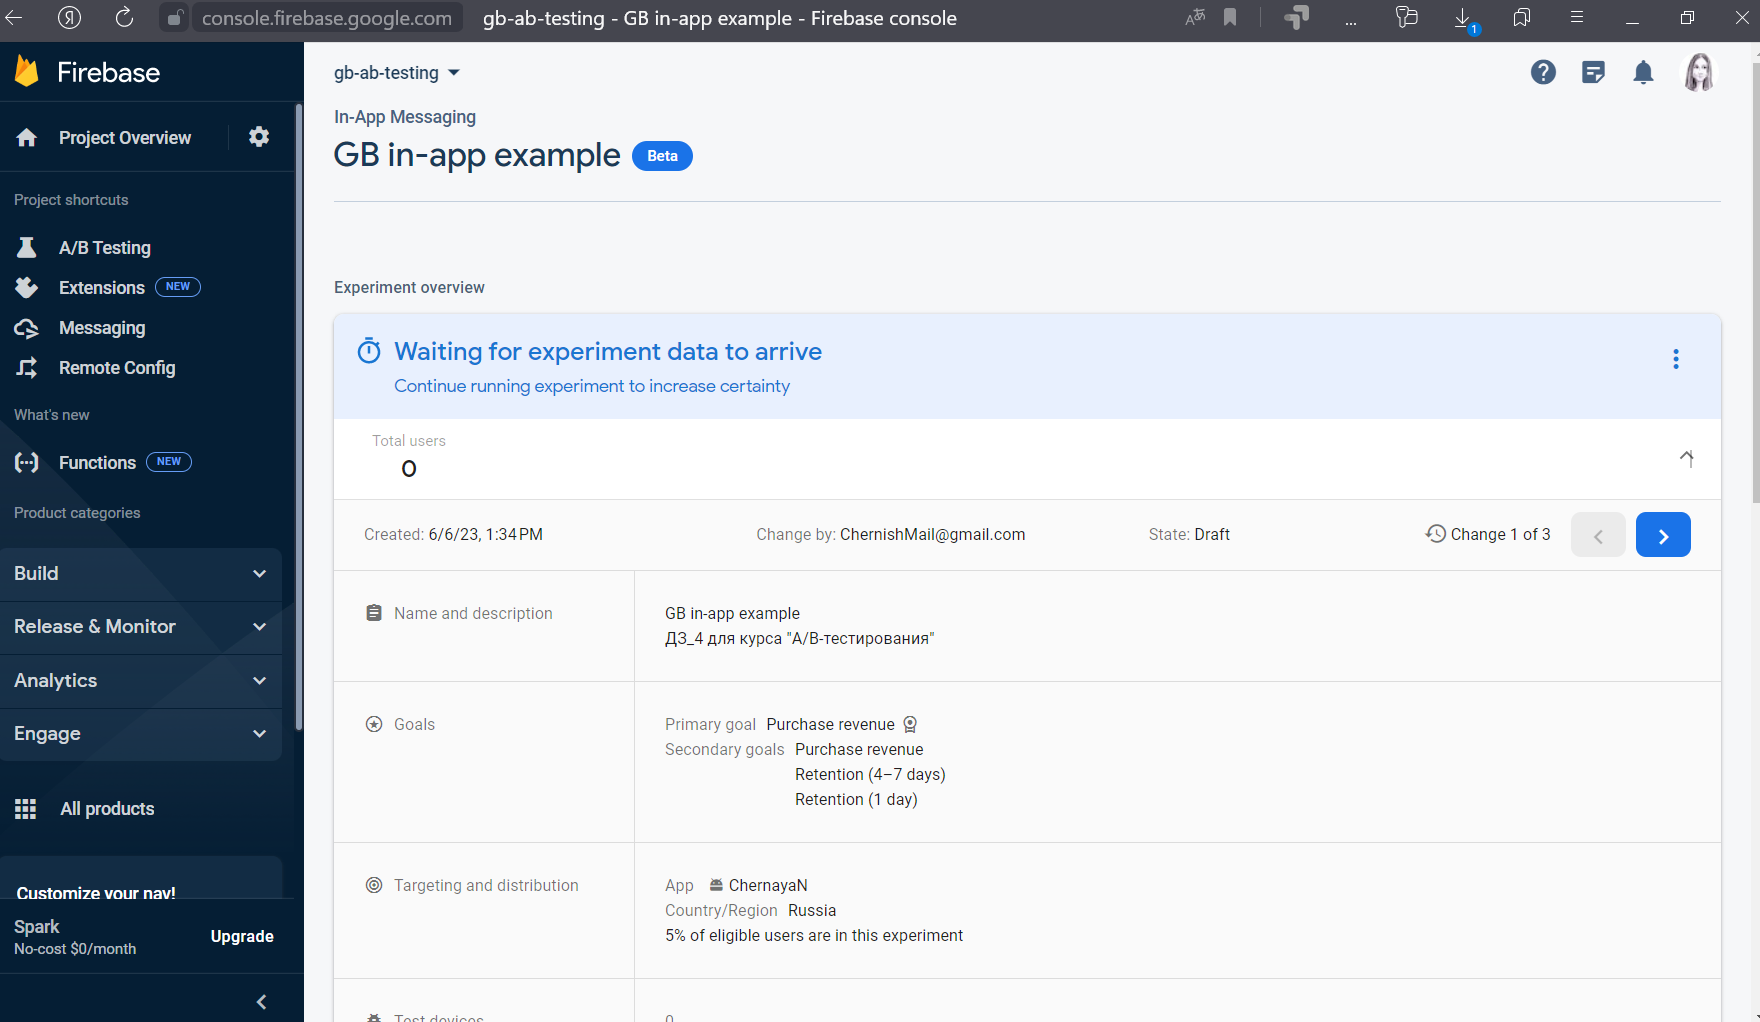 console.firebase.google.com gb-ab-testing - GB in-app example - Firebase console
...
1
Firebase
Project Overview
Project shortcuts
A/B Testing
Extensions NEW
Messaging
Remote Config
What's new
Functions NEW
Product categories
Build
Release & Monitor
Analytics
Engage
All products
Customize your nav!
Spark
No-cost $0/month
Upgrade
gb-ab-testing
In-App Messaging
GB in-app example Beta
Experiment overview
Waiting for experiment data to arrive
Continue running experiment to increase certainty
Total users
0
Created: 6/6/23, 1:34 PM Change by: ChernishMail@gmail.com State: Draft Change 1 of 3
Name and description
GB in-app example
ДЗ_4 для курса "А/В-тестирования"
Goals
Primary goal Purchase revenue
Secondary goals Purchase revenue
Retention (4–7 days)
Retention (1 day)
Targeting and distribution
App ChernayaN
Country/Region Russia
5% of eligible users are in this experiment
Test devices 0